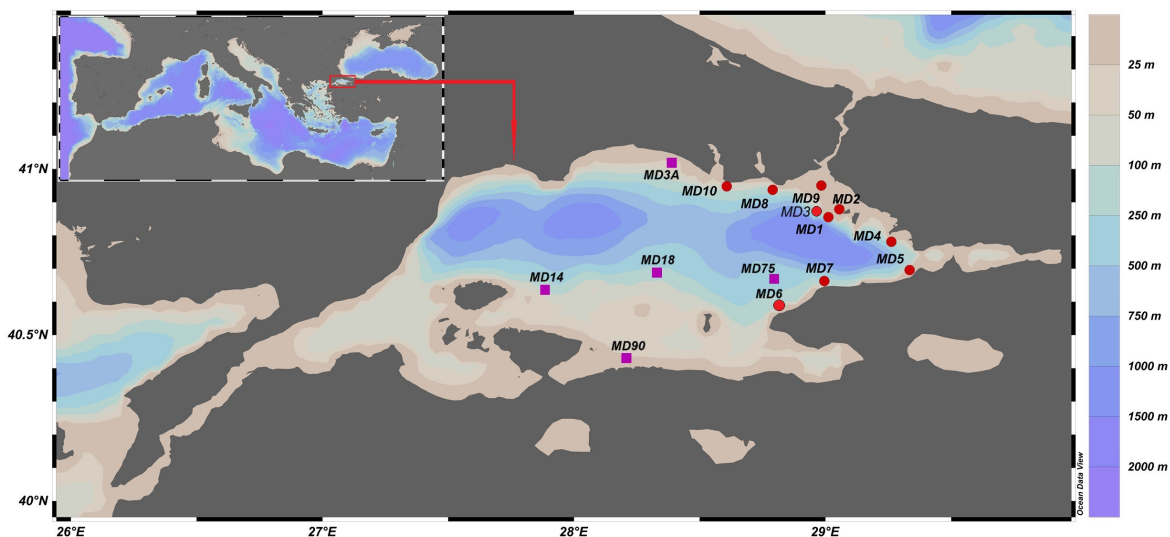 25 m
50 m
100 m
250 m
500 m
750 m
1000 m
1500 m
2000 m
41°N
40.5°N
40°N
26°E
27°E
28°E
29°E
MD3A
MD10
MD8
MD9
MD2
MD3
MD1
MD4
MD5
MD18
MD75
MD7
MD14
MD6
MD90
Ocean Data View